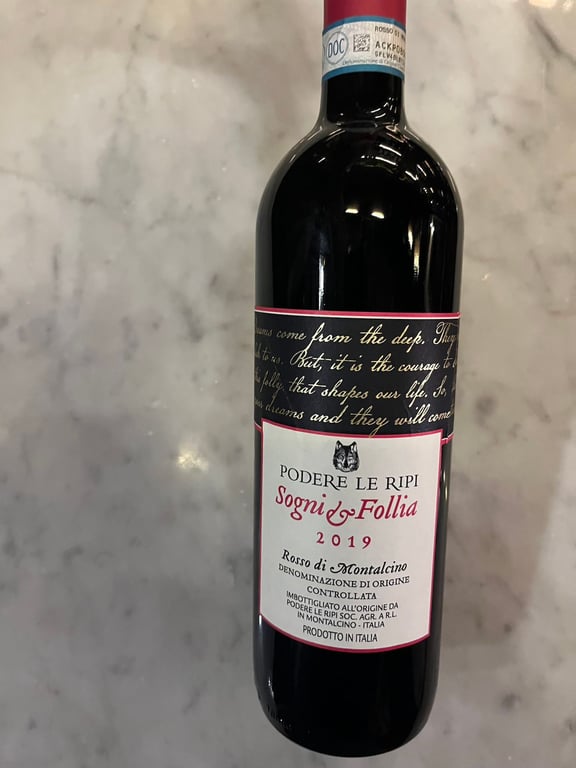 DOC
ROSSO DI
from the deep. They
to us. But, it is the courage to
folly, that shapes our life. So,
dreams and they will come
PODERE LE RIPI
Sogni & Follia
2019
Rosso di Montalcino
DENOMINAZIONE DI ORIGINE
CONTROLLATA
IMBOTTIGLIATO ALL'ORIGINE DA
PODERE LE RIPI SOC. AGR. A R.L.
IN MONTALCINO - ITALIA
PRODOTTO IN ITALIA